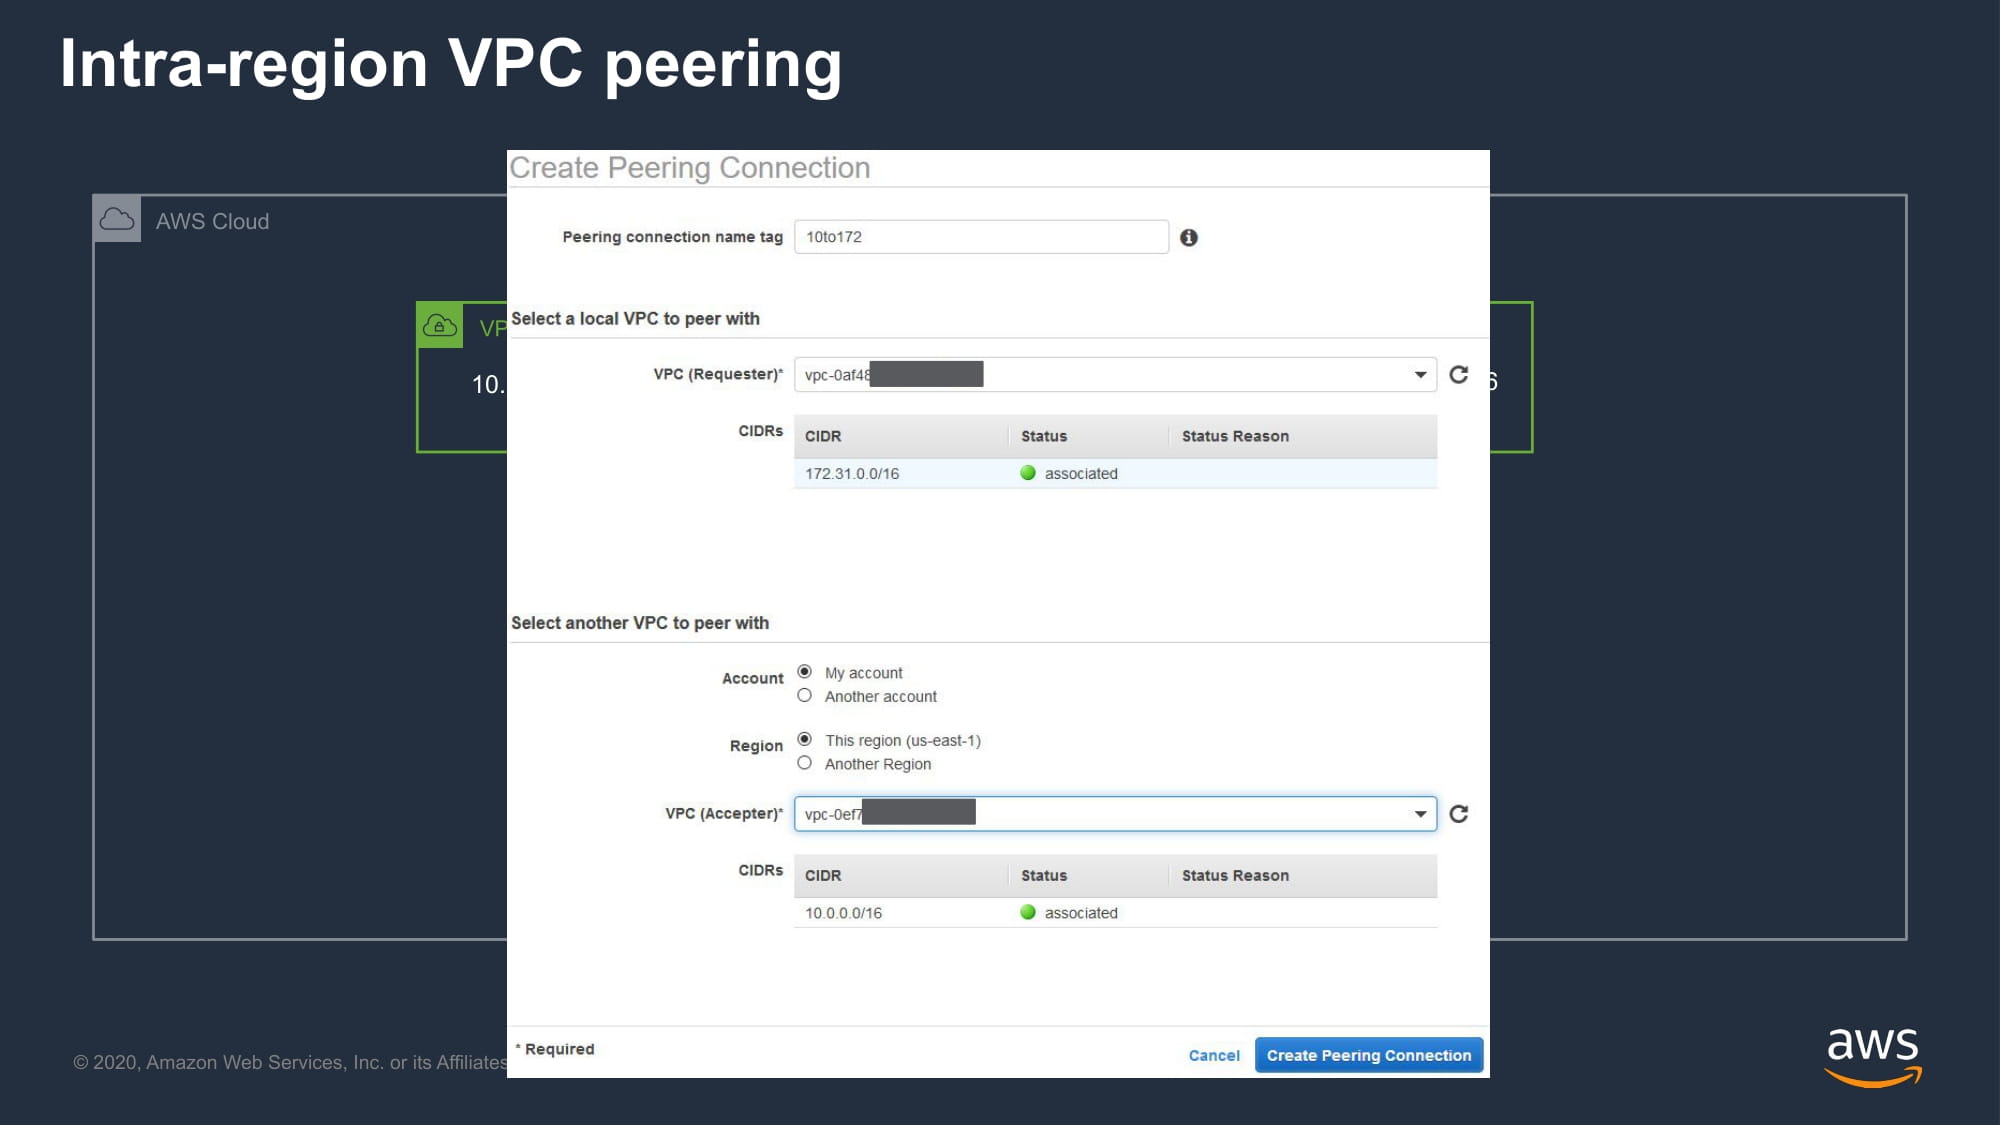 Intra-region VPC peering
Create Peering Connection
AWS Cloud
Peering connection name tag 10to172
VP
Select a local VPC to peer with
10.
VPC (Requester)* vpc-0af48
6
CIDRs CIDR Status Status Reason
172.31.0.0/16 associated
Select another VPC to peer with
Account My account
Another account
Region This region (us-east-1)
Another Region
VPC (Accepter)* vpc-0ef7
CIDRs CIDR Status Status Reason
10.0.0.0/16 associated
* Required
Cancel Create Peering Connection
© 2020, Amazon Web Services, Inc. or its Affiliates
aws